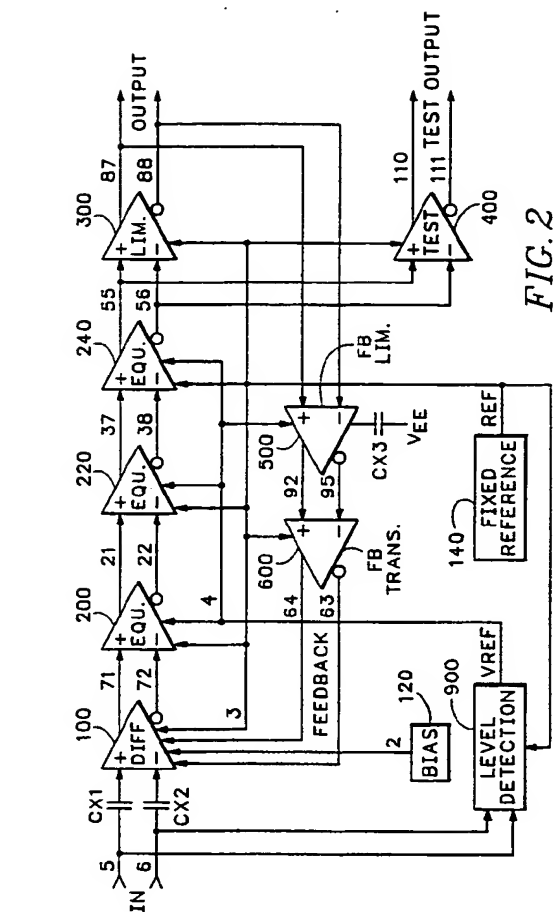 OUTPUT
TEST OUTPUT
87
88
110
111
300
+ LIM. −
+ TEST −
400
55
56
240
+ EQU. −
37
38
220
+ EQU. −
21
22
200
+ EQU. −
71
72
100
+ DIFF −
CX1
CX2
5
6
IN
4
3
FB
LIM.
500
+
−
CX3
VEE
92
95
600
+
−
FB
TRANS.
64
63
FEEDBACK
2
120
BIAS
REF
140
FIXED
REFERENCE
VREF
900
LEVEL
DETECTION
FIG. 2